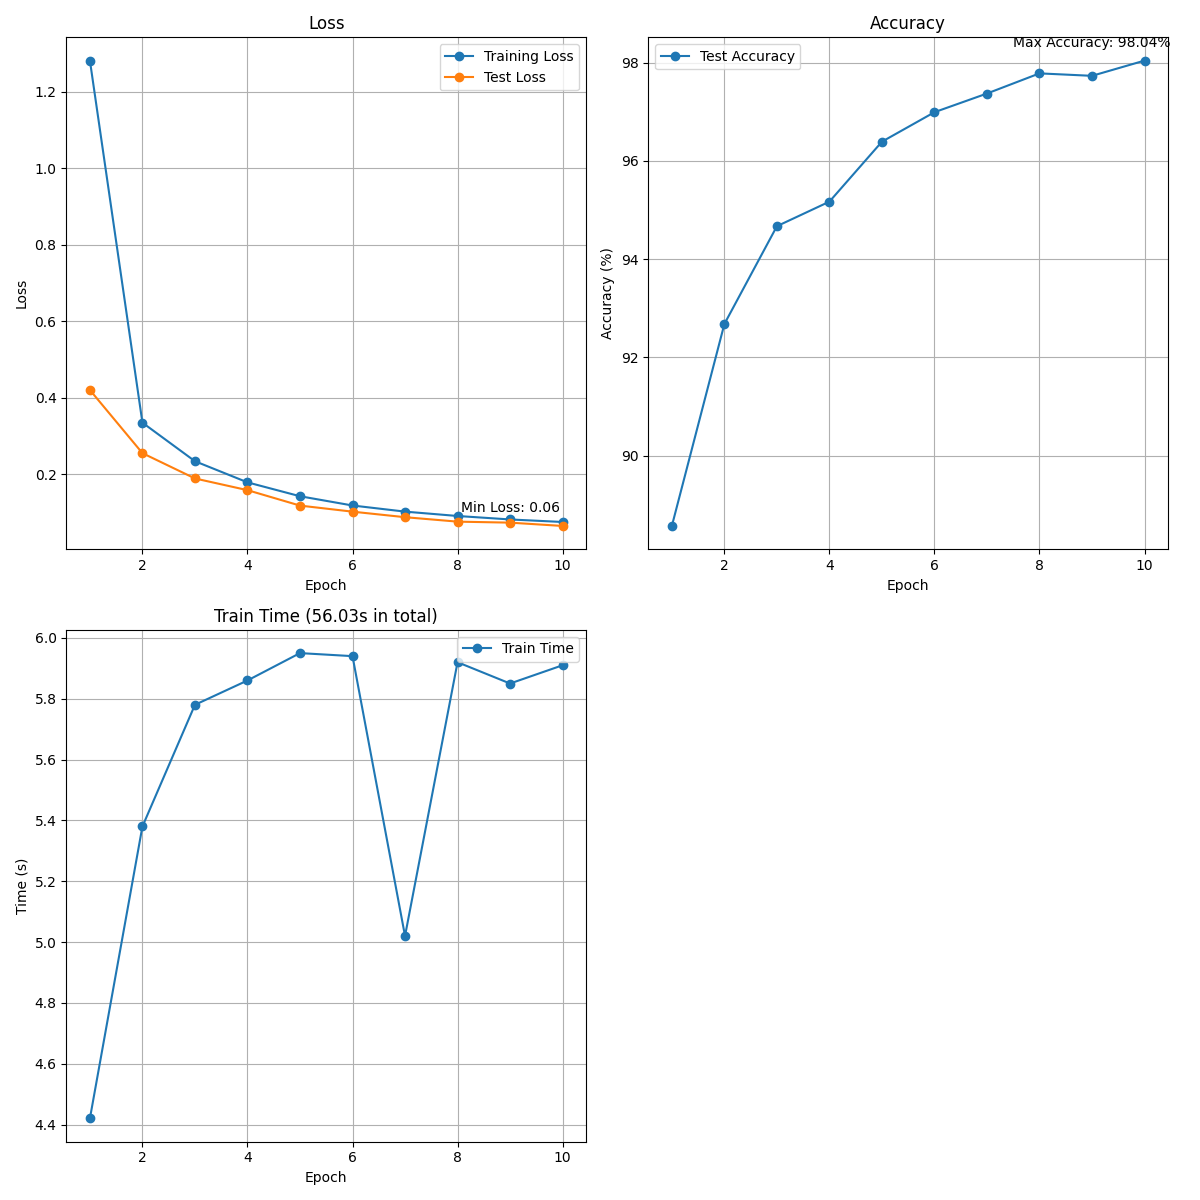 Loss
Training Loss
Test Loss
1.2
1.0
0.8
0.6
0.4
0.2
Loss
Min Loss: 0.06
2 4 6 8 10
Epoch
Accuracy
Max Accuracy: 98.04%
Test Accuracy
98
96
94
92
90
Accuracy (%)
2 4 6 8 10
Epoch
Train Time (56.03s in total)
Train Time
6.0
5.8
5.6
5.4
5.2
5.0
4.8
4.6
4.4
Time (s)
2 4 6 8 10
Epoch